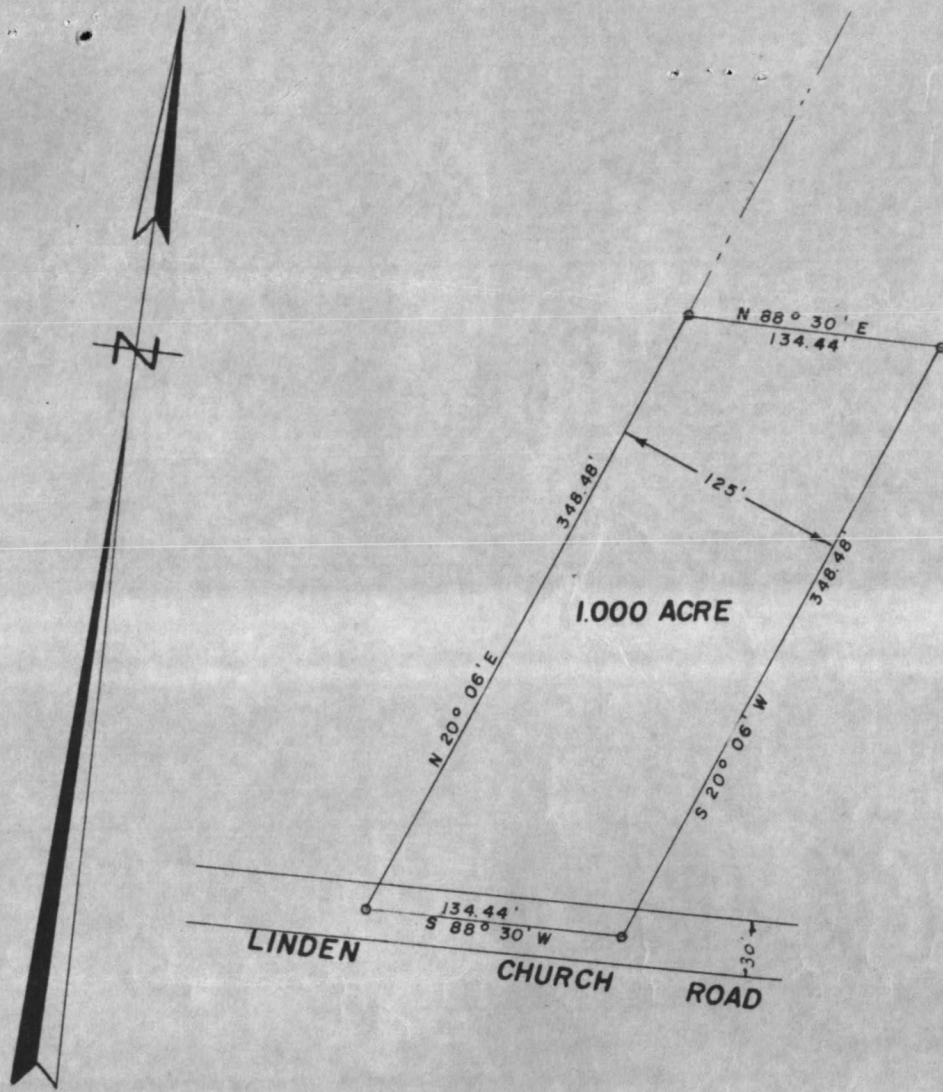 N
N 88° 30' E
134.44'
125'
348.48'
348.48'
1.000 ACRE
N 20° 06' E
S 20° 06' W
134.44'
S 88° 30' W
30'
LINDEN CHURCH ROAD